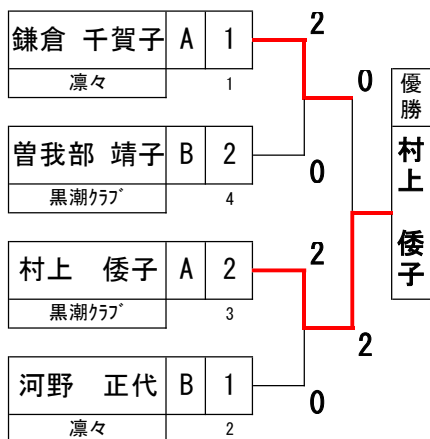 鎌倉 千賀子 A 1
凛々 1
2
0
曽我部 靖子 B 2
黒潮ｸﾗﾌﾞ 4
0
優勝
村上 倭子
村上 倭子 A 2
黒潮ｸﾗﾌﾞ 3
2
2
河野 正代 B 1
凛々 2
0